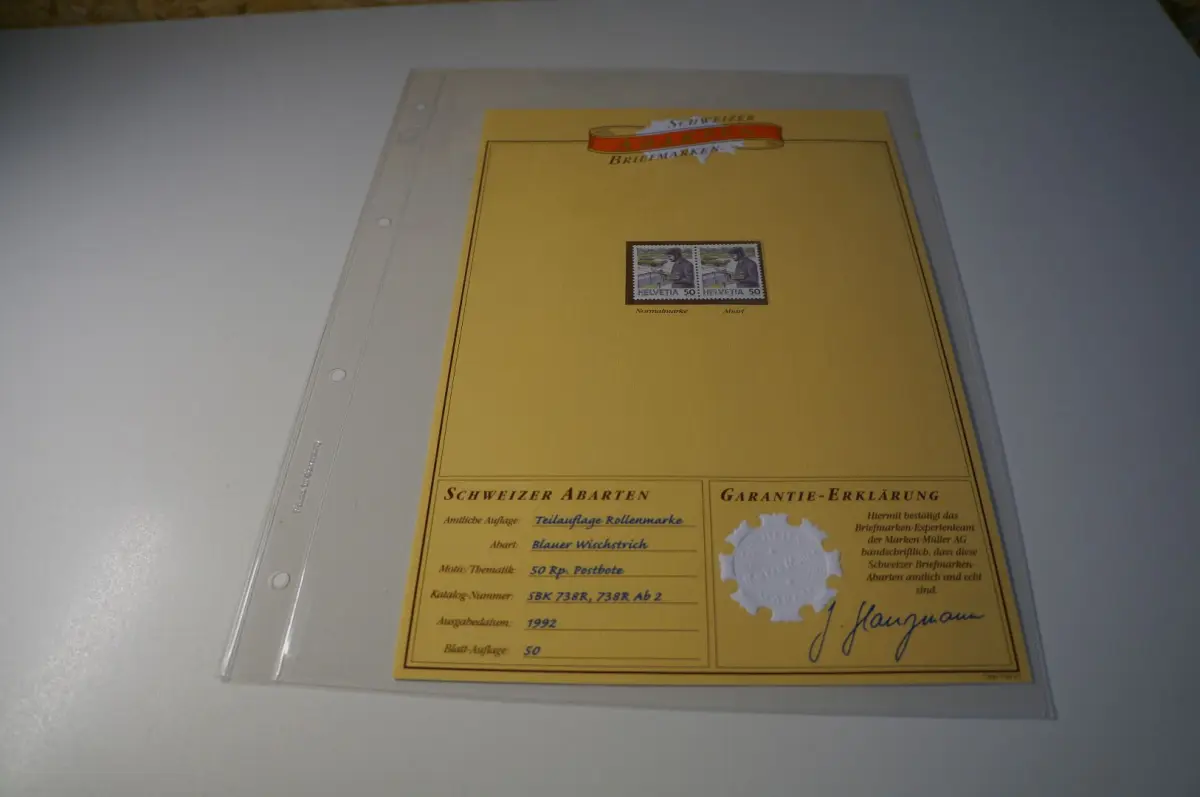 SCHWEIZER
BRIEFMARKEN
HELVETIA 50 HELVETIA 50
Normalmarke Abart
SCHWEIZER ABARTEN
Amtliche Auflage: Teilauflage Rollenmarke
Abart: Blauer Wischstrich
Motiv/Thematik: 50 Rp. Postbote
Katalog-Nummer: SBK 738R, 738R Ab 2
Ausgabedatum: 1992
Blatt-Auflage: 50
GARANTIE-ERKLÄRUNG
Hiermit bestätigt das
Briefmarken-Expertenteam
der Marken-Müller AG
handschriftlich, dass diese
Schweizer Briefmarken-
Abarten amtlich und echt
sind.